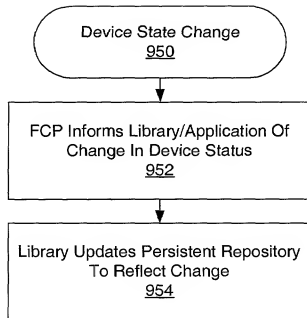 Device State Change
950
FCP Informs Library/Application Of
Change In Device Status
952
Library Updates Persistent Repository
To Reflect Change
954